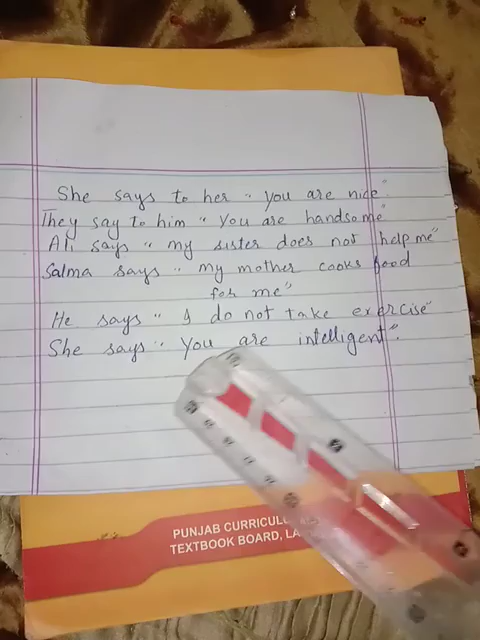 She says to her " you are nice"
They say to him " you are handsome"
Ali says " my sister does not help me"
Salma says " my mother cooks food
for me"
He says " I do not take exercise"
She says " you are intelligent".
PUNJAB CURRICULUM
TEXTBOOK BOARD, LA